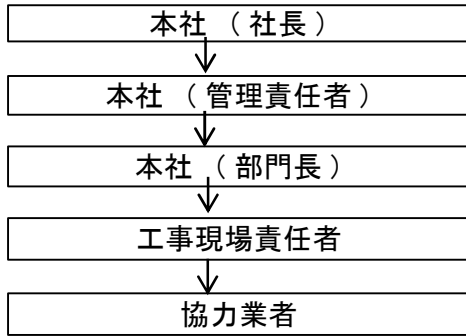 本社 （ 社長 ）
本社 （ 管理責任者 ）
本社 （ 部門長 ）
工事現場責任者
協力業者